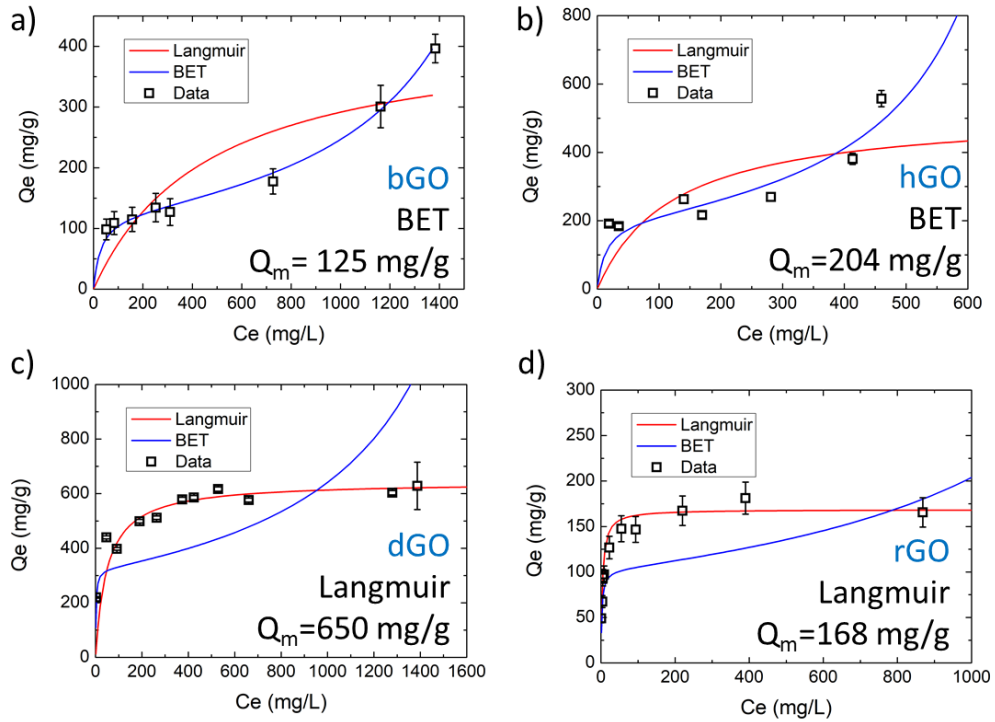 a)
400
300
200
100
0
Qe (mg/g)
Langmuir
BET
Data
bGO
BET
Qm= 125 mg/g
0 200 400 600 800 1000 1200 1400
Ce (mg/L)
b)
800
600
400
200
0
Qe (mg/g)
Langmuir
BET
Data
hGO
BET
Qm=204 mg/g
0 100 200 300 400 500 600
Ce (mg/L)
c)
1000
800
600
400
200
0
Qe (mg/g)
Langmuir
BET
Data
dGO
Langmuir
Qm=650 mg/g
0 200 400 600 800 1000 1200 1400 1600
Ce (mg/L)
d)
300
250
200
150
100
50
0
Qe (mg/g)
Langmuir
BET
Data
rGO
Langmuir
Qm=168 mg/g
0 200 400 600 800 1000
Ce (mg/L)